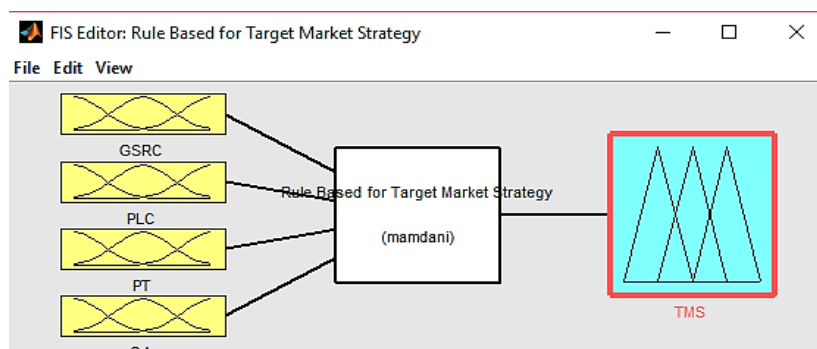 FIS Editor: Rule Based for Target Market Strategy
File Edit View
GSRC
PLC
PT
Rule Based for Target Market Strategy
(mamdani)
TMS